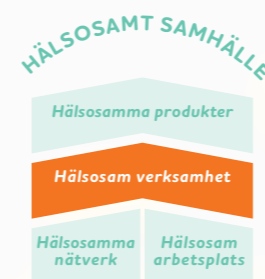 HÄLSOSAMT SAMHÄLLE
Hälsosamma produkter
Hälsosam verksamhet
Hälsosamma
nätverk
Hälsosam
arbetsplats